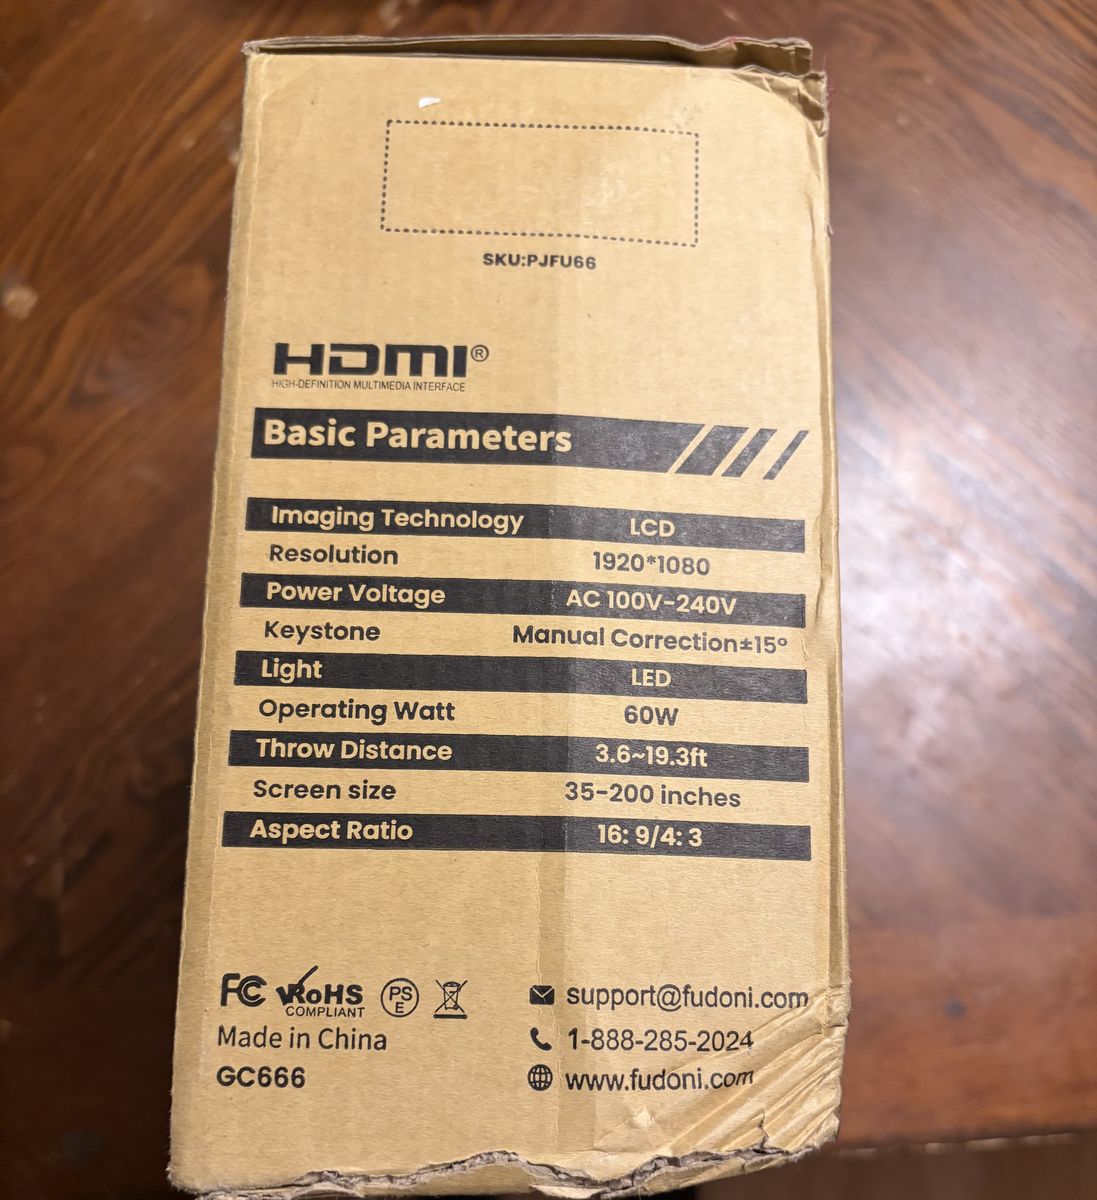 SKU:PJFU66
HDMI®
HIGH-DEFINITION MULTIMEDIA INTERFACE
Basic Parameters
Imaging Technology LCD
Resolution 1920*1080
Power Voltage AC 100V-240V
Keystone Manual Correction±15°
Light LED
Operating Watt 60W
Throw Distance 3.6~19.3ft
Screen size 35-200 inches
Aspect Ratio 16: 9/4: 3
FC RoHS COMPLIANT PS E
Made in China
GC666
support@fudoni.com
1-888-285-2024
www.fudoni.com